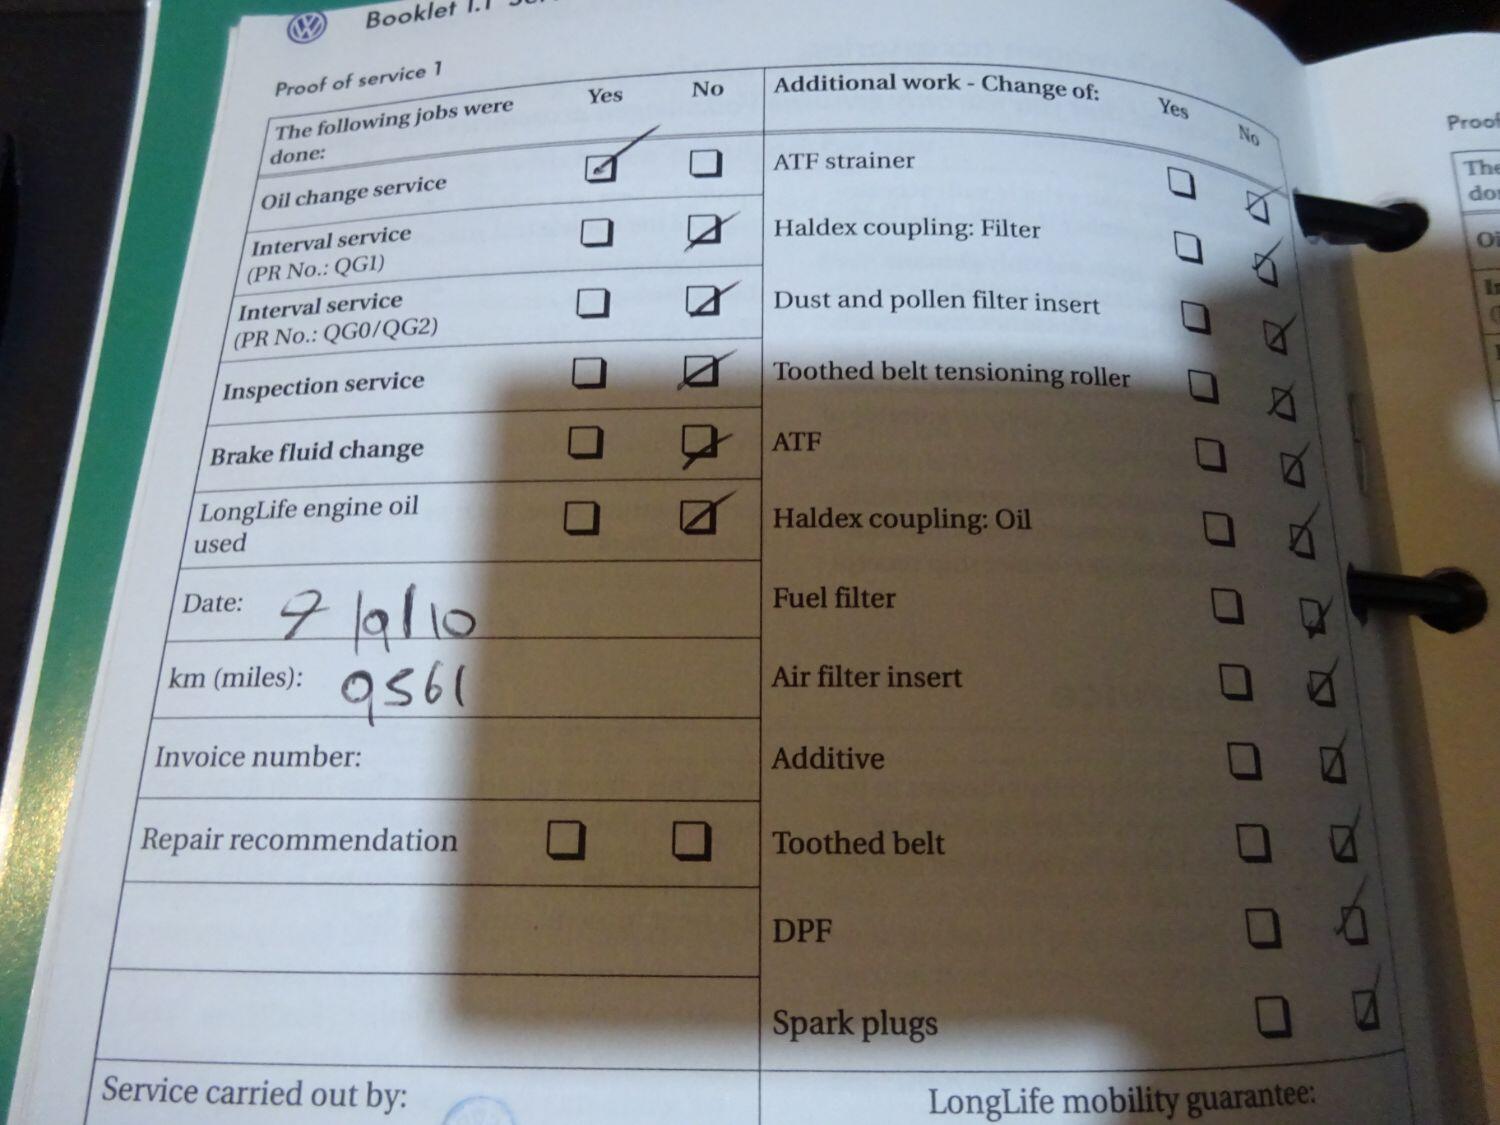 Booklet 1.1
Proof of service 1
The following jobs were done: Yes No
Oil change service
Interval service
(PR No.: QG1)
Interval service
(PR No.: QG0/QG2)
Inspection service
Brake fluid change
LongLife engine oil
used
Date: 7/9/10
km (miles): 9561
Invoice number:
Repair recommendation
Service carried out by:
Additional work - Change of: Yes No
ATF strainer
Haldex coupling: Filter
Dust and pollen filter insert
Toothed belt tensioning roller
ATF
Haldex coupling: Oil
Fuel filter
Air filter insert
Additive
Toothed belt
DPF
Spark plugs
LongLife mobility guarantee:
The